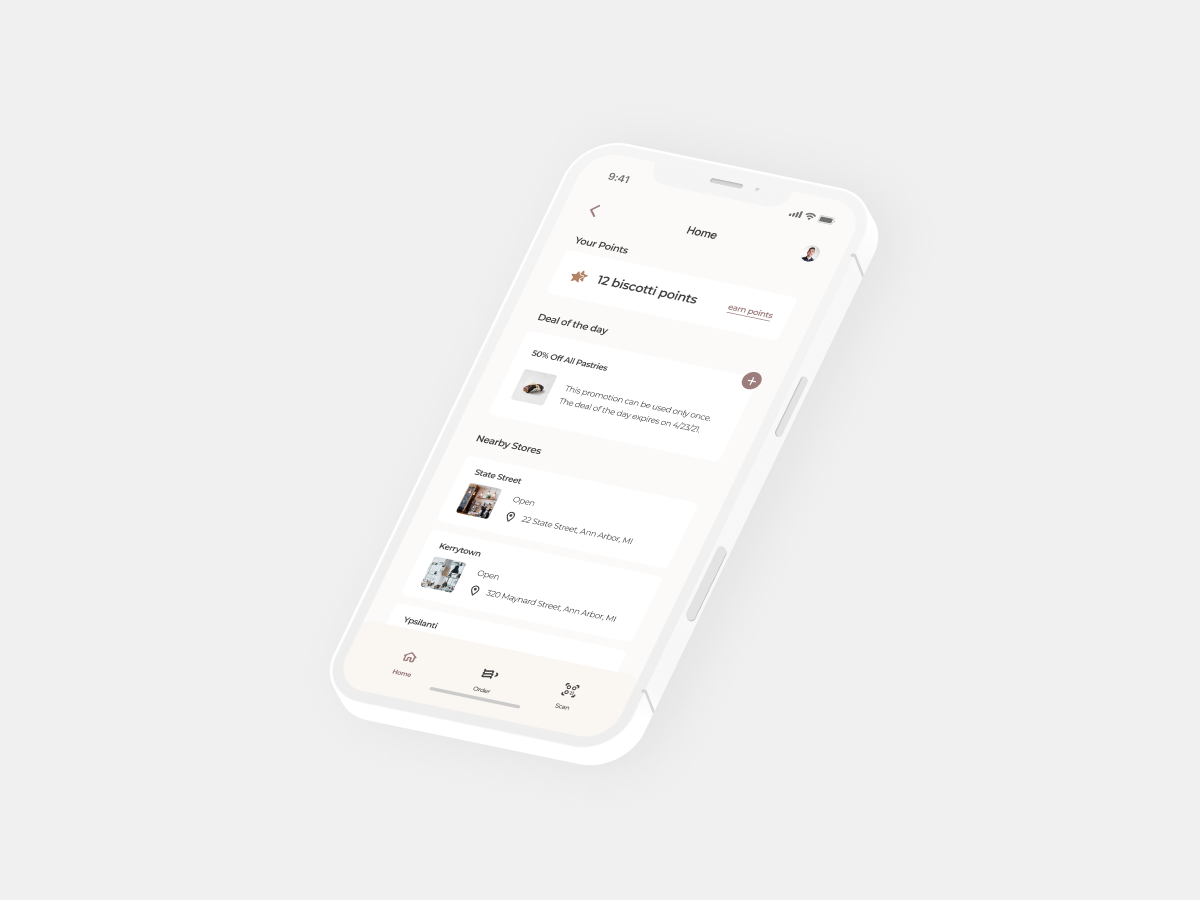 9:41
Home
Your Points
12 biscotti points
earn points
Deal of the day
50% Off All Pastries
This promotion can be used only once.
The deal of the day expires on 4/23/21.
Nearby Stores
State Street
Open
22 State Street, Ann Arbor, MI
Kerrytown
Open
320 Maynard Street, Ann Arbor, MI
Ypsilanti
Home
Order
Scan